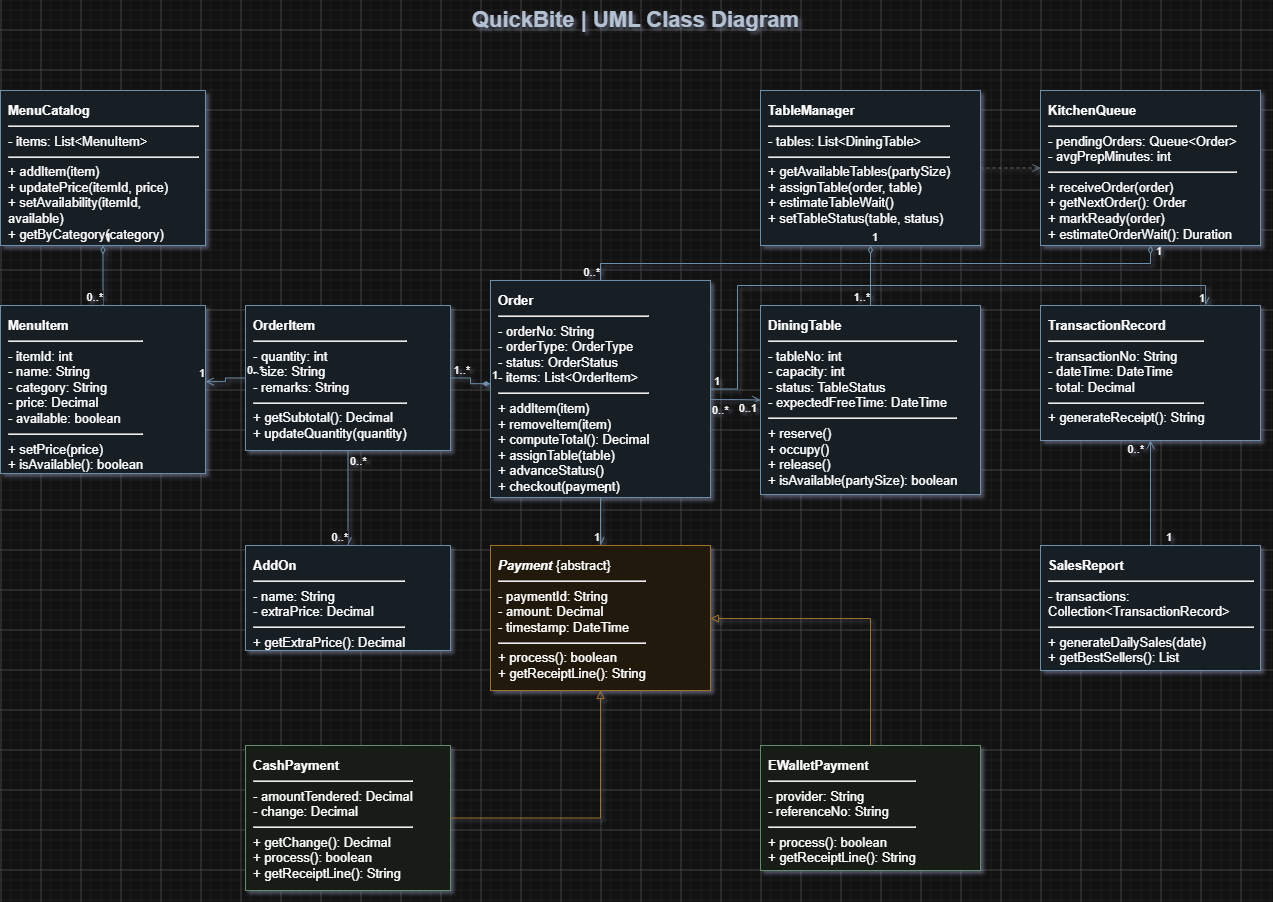 QuickBite | UML Class Diagram
MenuCatalog
- items: List<MenuItem>
+ addItem(item)
+ updatePrice(itemId, price)
+ setAvailability(itemId,
available)
+ getByCategory(category)
1
0..*
TableManager
- tables: List<DiningTable>
+ getAvailableTables(partySize)
+ assignTable(order, table)
+ estimateTableWait()
+ setTableStatus(table, status)
1
1..*
KitchenQueue
- pendingOrders: Queue<Order>
- avgPrepMinutes: int
+ receiveOrder(order)
+ getNextOrder(): Order
+ markReady(order)
+ estimateOrderWait(): Duration
1
0..*
MenuItem
- itemId: int
- name: String
- category: String
- price: Decimal
- available: boolean
+ setPrice(price)
+ isAvailable(): boolean
1
0..*
OrderItem
- quantity: int
- size: String
- remarks: String
+ getSubtotal(): Decimal
+ updateQuantity(quantity)
1..*
1
0..*
0..*
Order
- orderNo: String
- orderType: OrderType
- status: OrderStatus
- items: List<OrderItem>
+ addItem(item)
+ removeItem(item)
+ computeTotal(): Decimal
+ assignTable(table)
+ advanceStatus()
+ checkout(payment)
1
1
1
0..*
0..1
1
DiningTable
- tableNo: int
- capacity: int
- status: TableStatus
- expectedFreeTime: DateTime
+ reserve()
+ occupy()
+ release()
+ isAvailable(partySize): boolean
TransactionRecord
- transactionNo: String
- dateTime: DateTime
- total: Decimal
+ generateReceipt(): String
0..*
1
AddOn
- name: String
- extraPrice: Decimal
+ getExtraPrice(): Decimal
Payment {abstract}
- paymentId: String
- amount: Decimal
- timestamp: DateTime
+ process(): boolean
+ getReceiptLine(): String
SalesReport
- transactions:
Collection<TransactionRecord>
+ generateDailySales(date)
+ getBestSellers(): List
CashPayment
- amountTendered: Decimal
- change: Decimal
+ getChange(): Decimal
+ process(): boolean
+ getReceiptLine(): String
EWalletPayment
- provider: String
- referenceNo: String
+ process(): boolean
+ getReceiptLine(): String